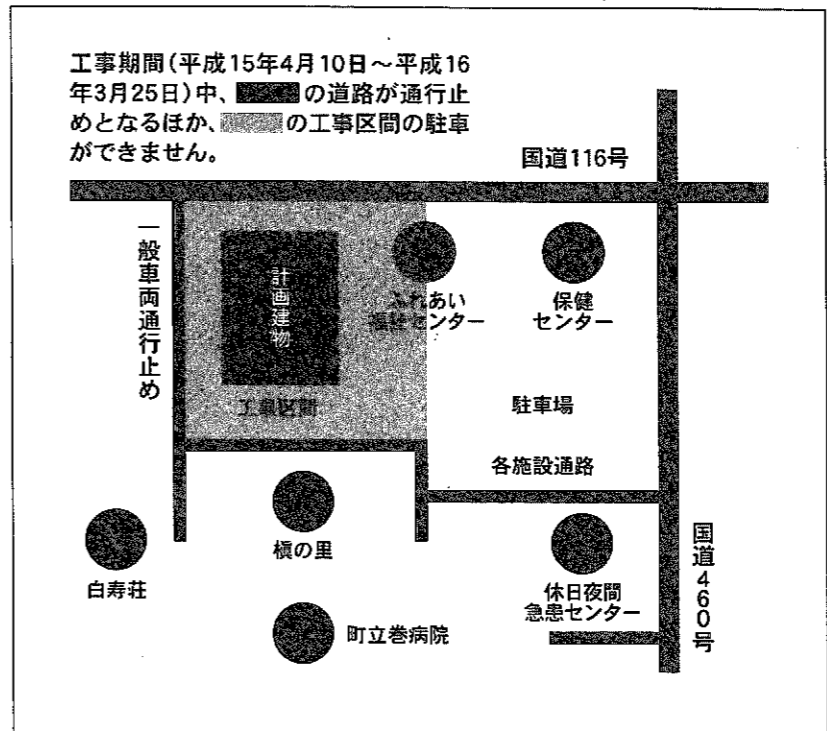 工事期間(平成15年4月10日~平成16
年3月25日)中、の道路が通行止
めとなるほか、の工事区間の駐車
ができません。
国道116号
一般車両通行止め
計画建物
ふれあい
福祉センター
保健
センター
工事区間
駐車場
各施設通路
槇の里
白寿荘
休日夜間
急患センター
国道460号
町立巻病院